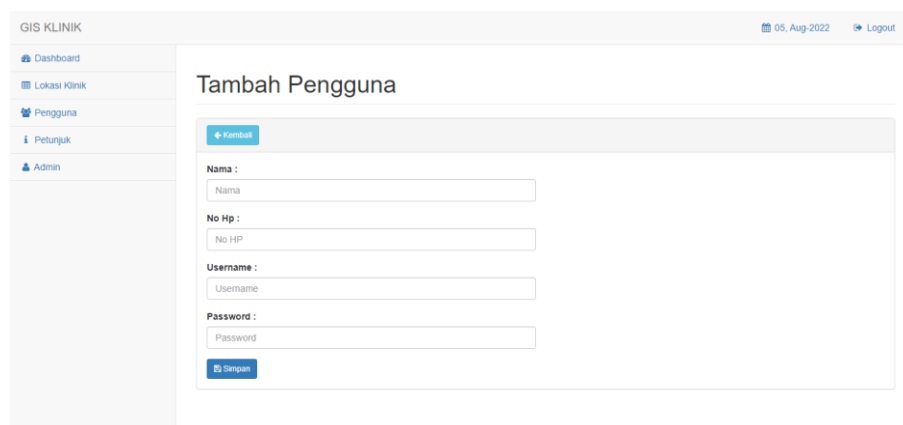 GIS KLINIK
05, Aug-2022 Logout
Dashboard
Lokasi Klinik
Pengguna
Petunjuk
Admin
Tambah Pengguna
Kembali
Nama :
Nama
No Hp :
No HP
Username :
Username
Password :
Password
Simpan